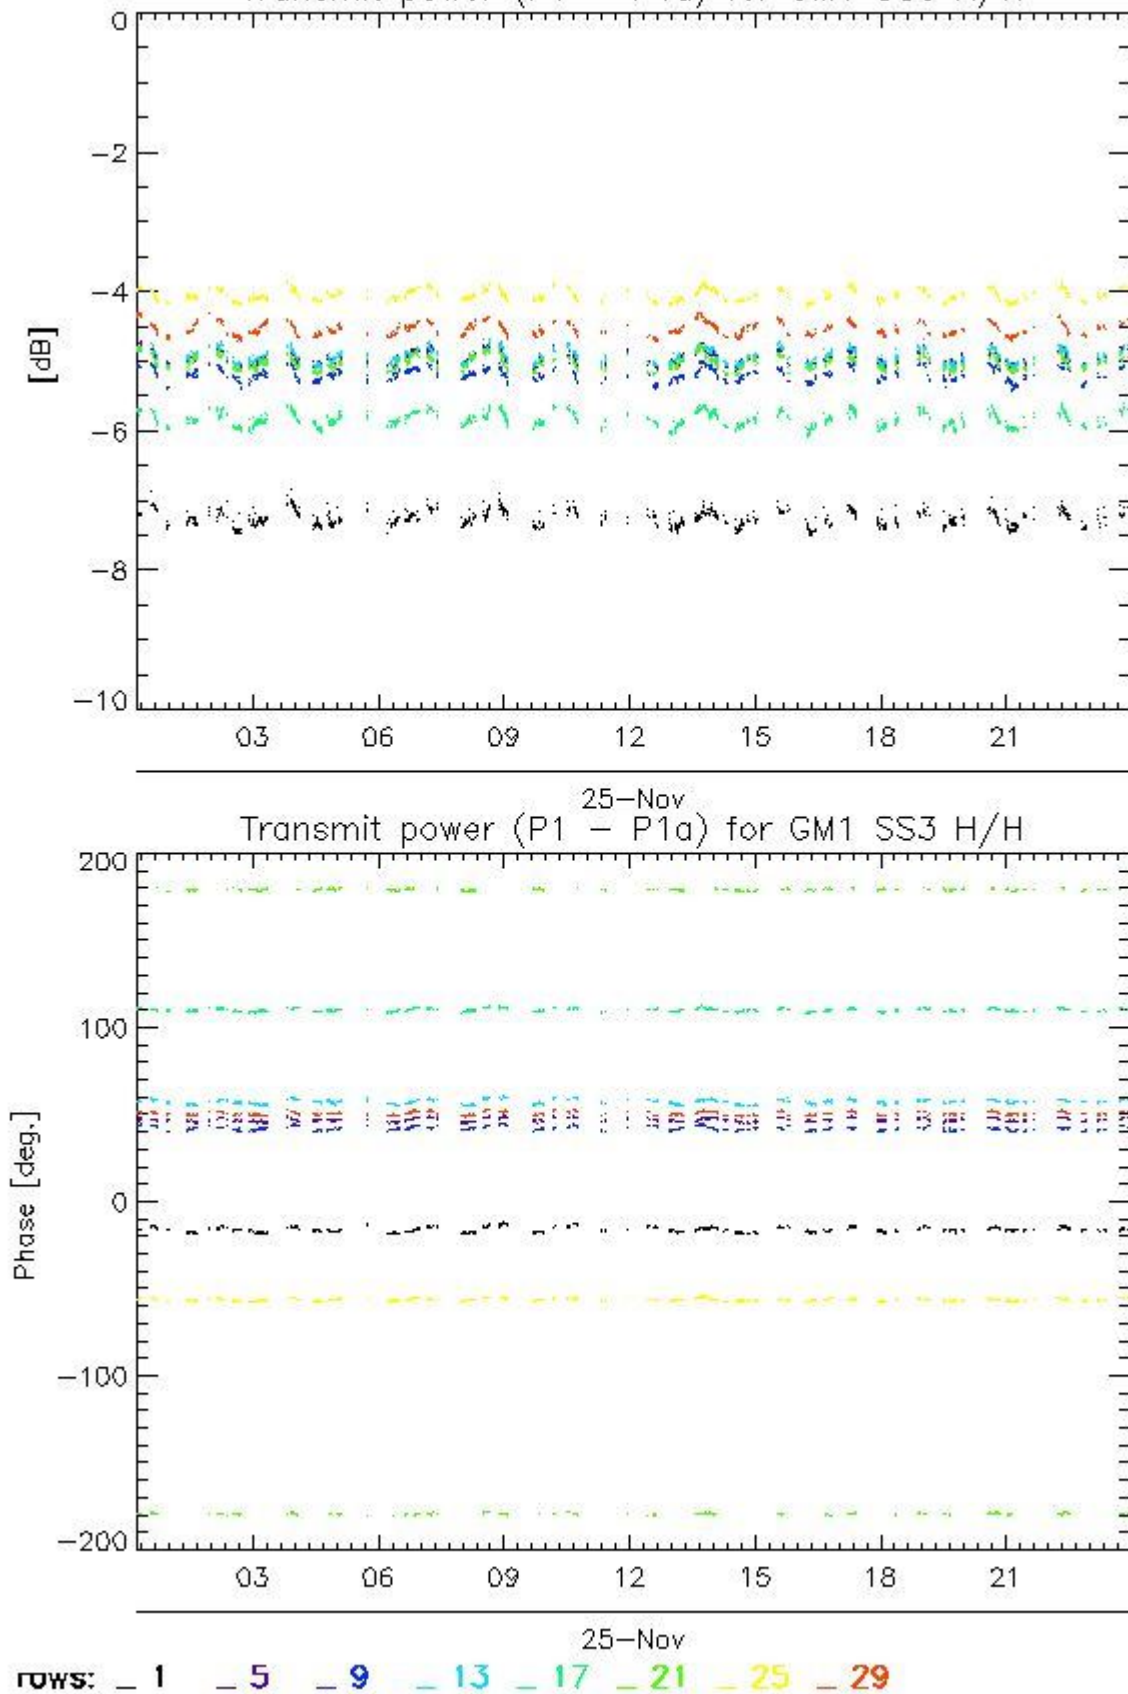 0
−2
−4
−6
−8
−10
[dB]
03 06 09 12 15 18 21
25−Nov
Transmit power (P1 − P1a) for GM1 SS3 H/H
200
100
0
−100
−200
Phase [deg.]
03 06 09 12 15 18 21
25−Nov
rows: _ 1 _ 5 _ 9 _ 13 _ 17 _ 21 _ 25 _ 29